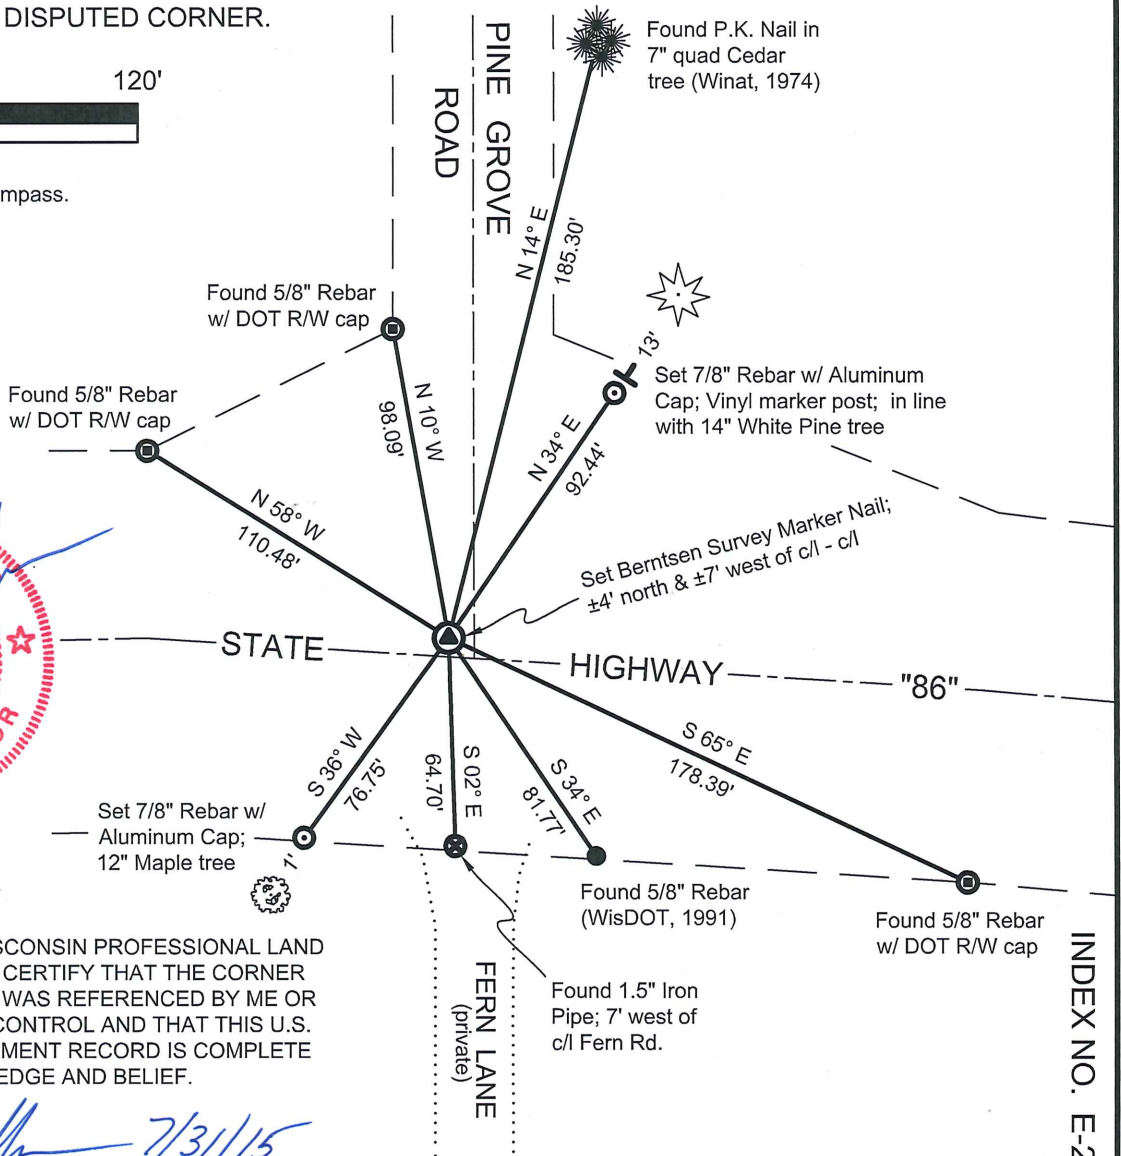 DISPUTED CORNER.
120'
mpass.
PINE GROVE
ROAD
Found P.K. Nail in
7" quad Cedar
tree (Winat, 1974)
N 14° E
185.30'
Found 5/8" Rebar
w/ DOT R/W cap
13'
Set 7/8" Rebar w/ Aluminum
Cap; Vinyl marker post; in line
with 14" White Pine tree
Found 5/8" Rebar
w/ DOT R/W cap
N 10° W
98.09'
N 34° E
92.44'
N 58° W
110.48'
Set Berntsen Survey Marker Nail;
±4' north & ±7' west of c/l - c/l
STATE HIGHWAY "86"
OR
S 36° W
76.75'
S 02° E
64.70'
S 34° E
81.77'
S 65° E
178.39'
Set 7/8" Rebar w/
Aluminum Cap;
12" Maple tree
1'
Found 5/8" Rebar
(WisDOT, 1991)
Found 5/8" Rebar
w/ DOT R/W cap
Found 1.5" Iron
Pipe; 7' west of
c/l Fern Rd.
FERN LANE
(private)
SCONSIN PROFESSIONAL LAND
CERTIFY THAT THE CORNER
WAS REFERENCED BY ME OR
CONTROL AND THAT THIS U.S.
MENT RECORD IS COMPLETE
EDGE AND BELIEF.
7/31/15
INDEX NO. E-2